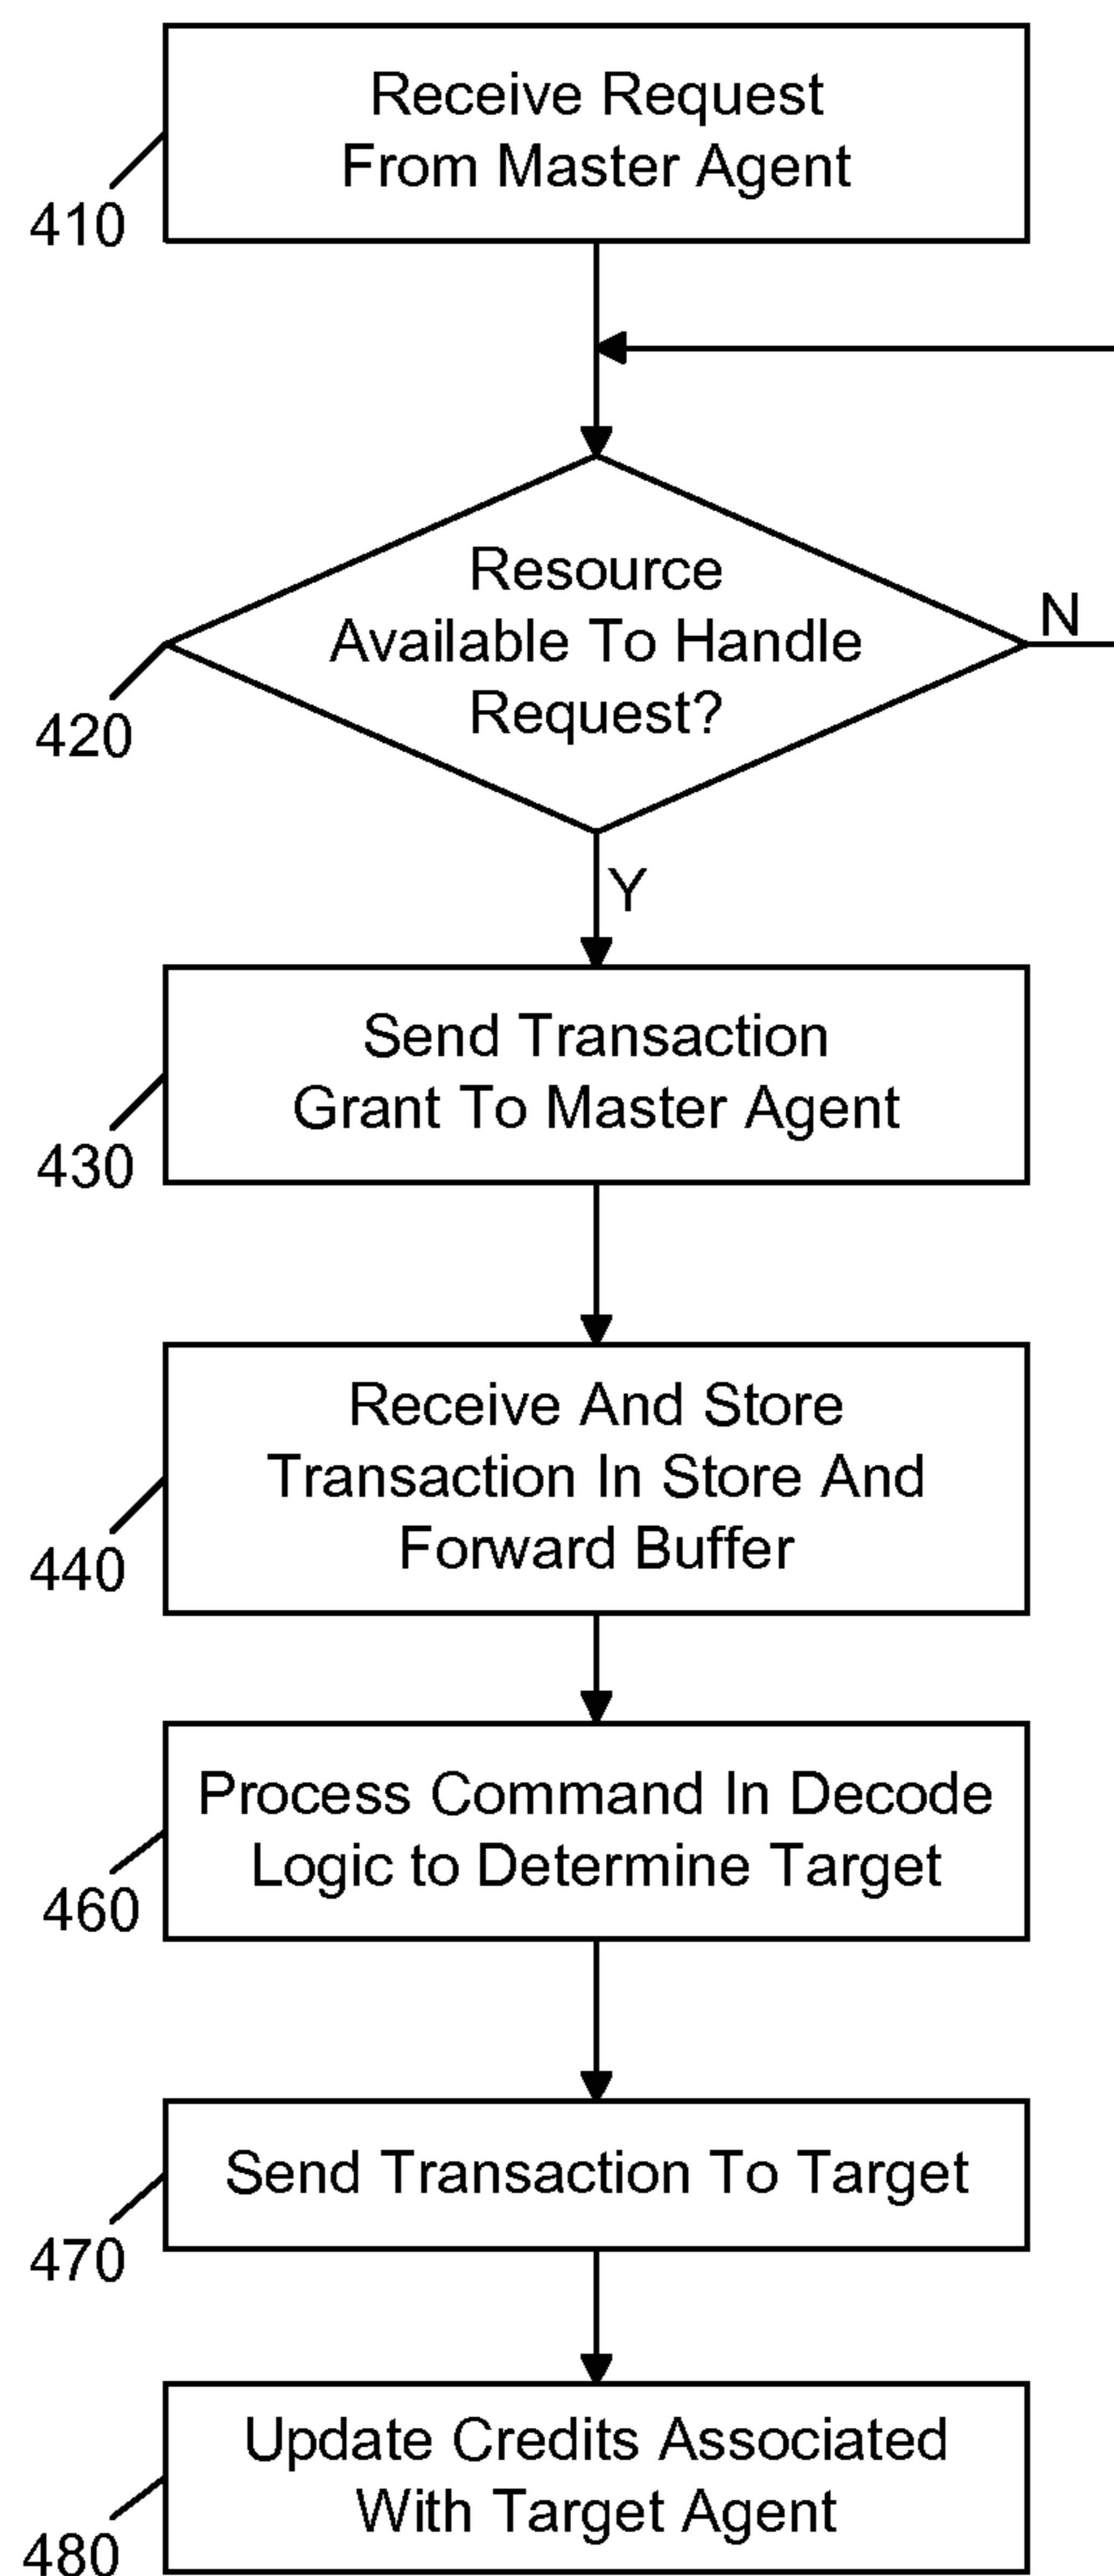 Receive Request
From Master Agent
410
Resource
Available To Handle
Request?
N
420
Y
Send Transaction
Grant To Master Agent
430
Receive And Store
Transaction In Store And
Forward Buffer
440
Process Command In Decode
Logic to Determine Target
460
Send Transaction To Target
470
Update Credits Associated
With Target Agent
480